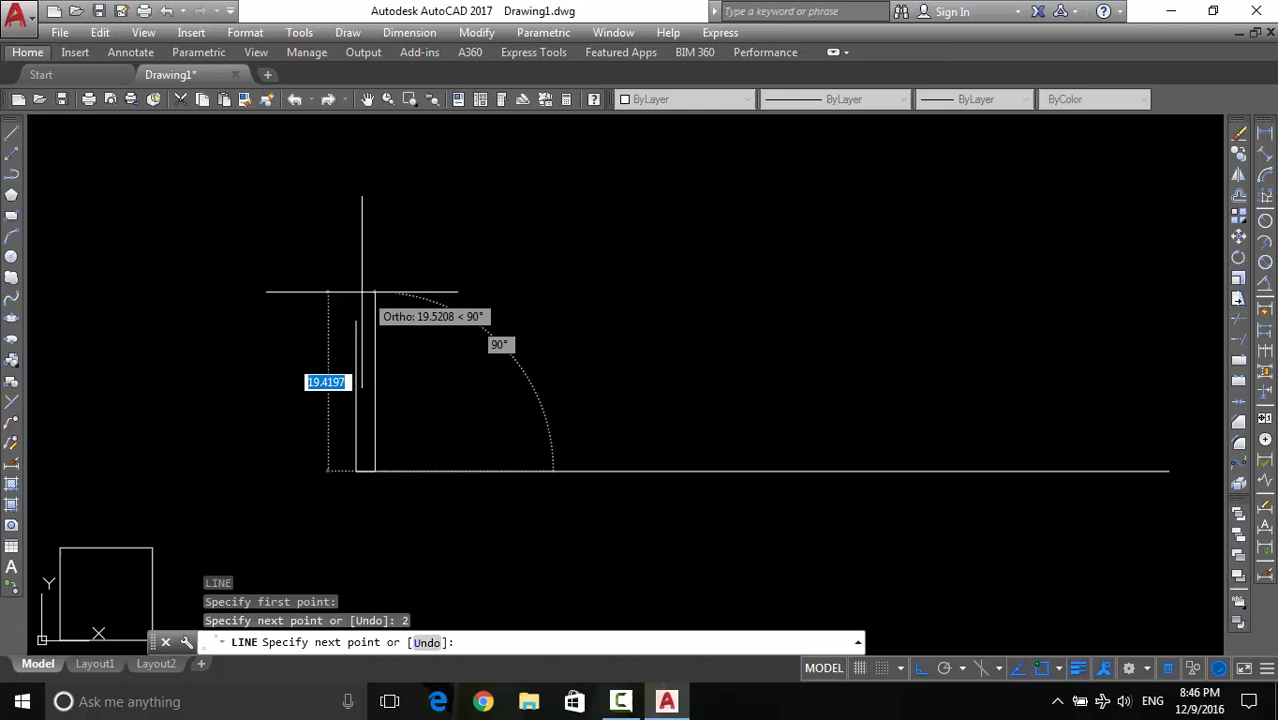 Autodesk AutoCAD 2017 Drawing1.dwg
Type a keyword or phrase
Sign In
File Edit View Insert Format Tools Draw Dimension Modify Parametric Window Help Express
Home Insert Annotate Parametric View Manage Output Add-ins A360 Express Tools Featured Apps BIM 360 Performance
Start Drawing1*
ByLayer ByLayer ByLayer ByColor
Ortho: 19.5208 < 90°
90°
19.4197
Y
X
LINE
Specify first point:
Specify next point or [Undo]: 2
LINE Specify next point or [Undo]:
Model Layout1 Layout2
MODEL
Ask me anything
ENG
8:46 PM
12/9/2016